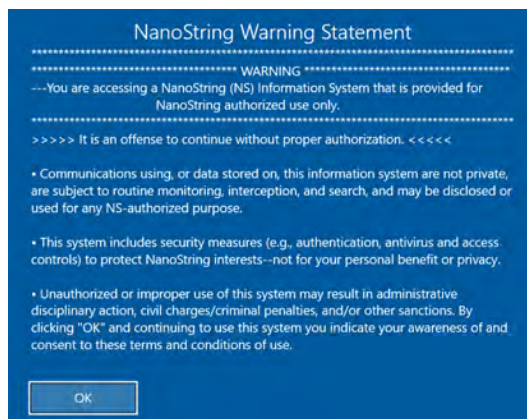 NanoString Warning Statement
********************************************************************************************
*************************************** WARNING ***************************************
---You are accessing a NanoString (NS) Information System that is provided for
NanoString authorized use only.
********************************************************************************************
>>>>> It is an offense to continue without proper authorization. <<<<<
• Communications using, or data stored on, this information system are not private,
are subject to routine monitoring, interception, and search, and may be disclosed or
used for any NS-authorized purpose.
• This system includes security measures (e.g., authentication, antivirus and access
controls) to protect NanoString interests--not for your personal benefit or privacy.
• Unauthorized or improper use of this system may result in administrative
disciplinary action, civil charges/criminal penalties, and/or other sanctions. By
clicking "OK" and continuing to use this system you indicate your awareness of and
consent to these terms and conditions of use.
OK